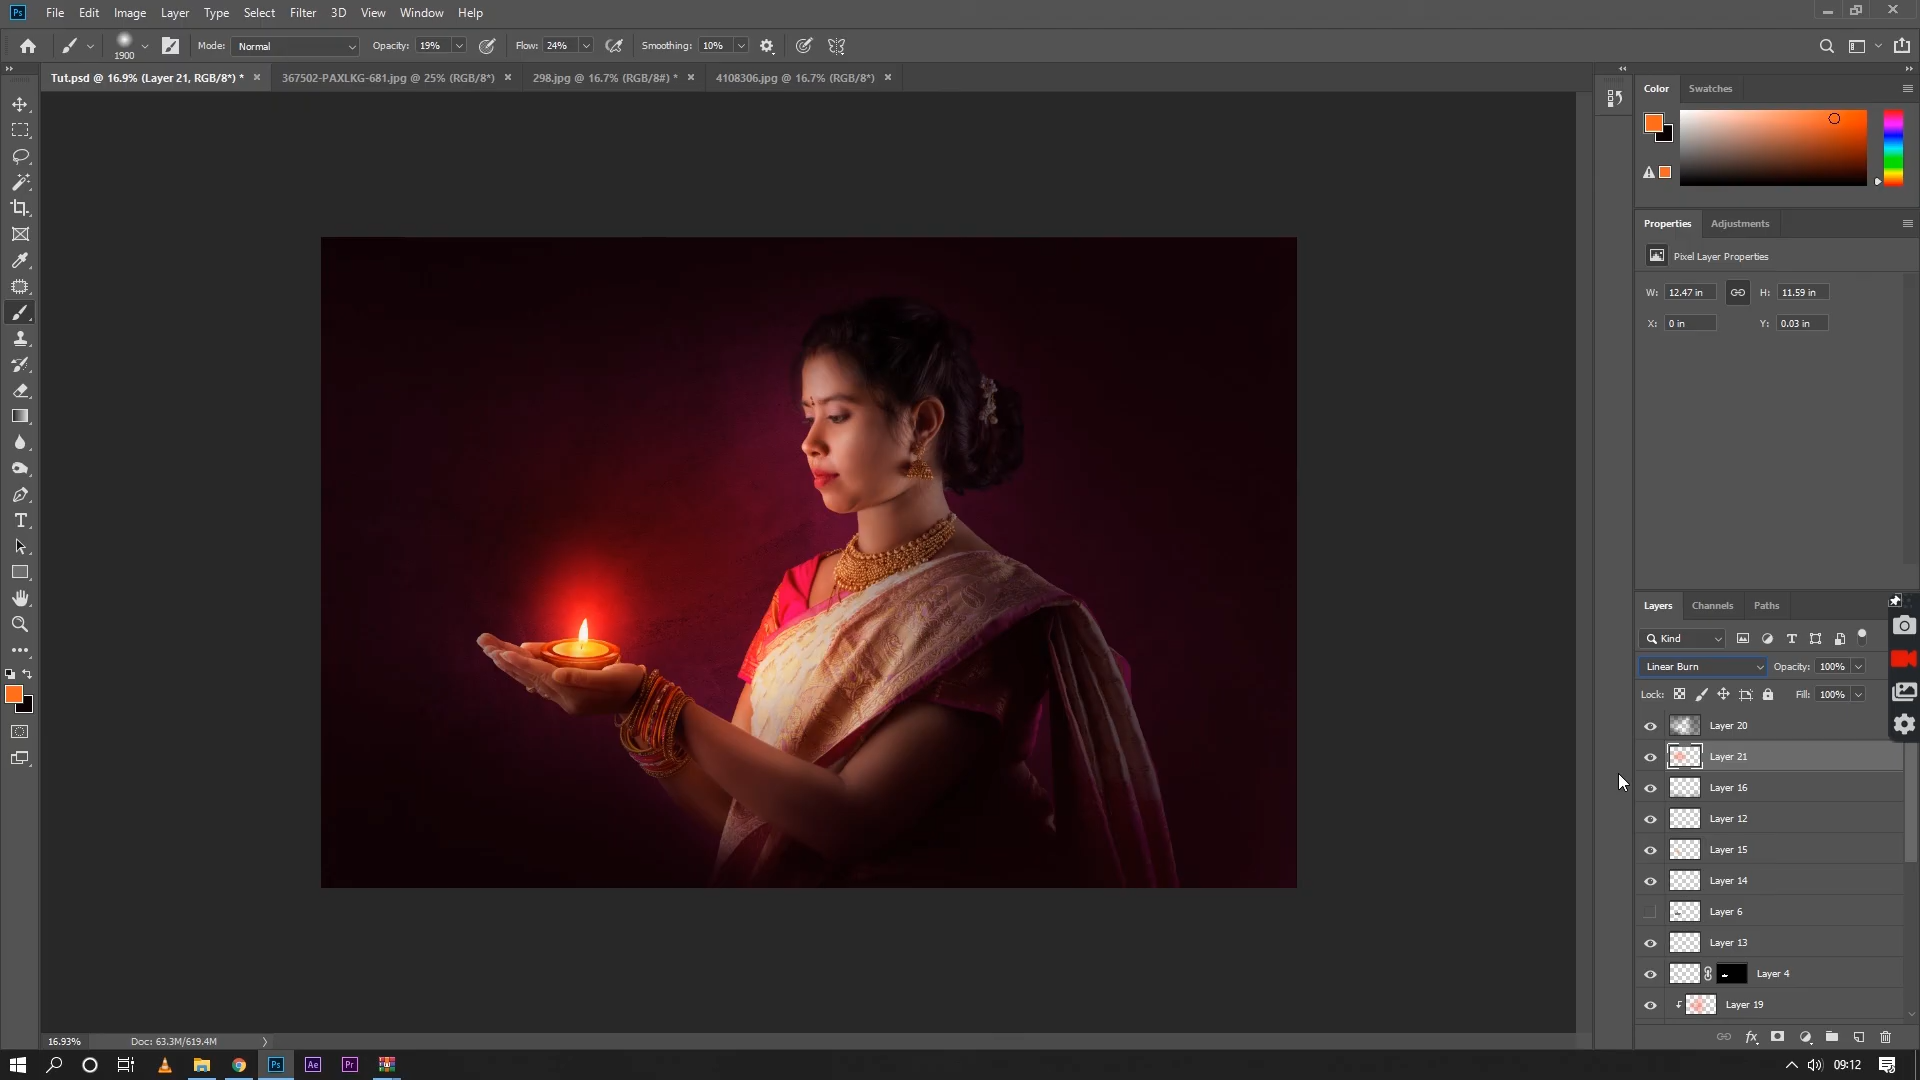 Ps File Edit Image Layer Type Select Filter 3D View Window Help
1900 Mode: Normal Opacity: 19% Flow: 24% Smoothing: 10%
Tut.psd @ 16.9% (Layer 21, RGB/8*) * × 367502-PAXLKG-681.jpg @ 25% (RGB/8*) × 298.jpg @ 16.7% (RGB/8#) * × 4108306.jpg @ 16.7% (RGB/8*) ×
Color Swatches
Properties Adjustments
Pixel Layer Properties
W: 12.47 in H: 11.59 in
X: 0 in Y: 0.03 in
Layers Channels Paths
Kind
Linear Burn Opacity: 100%
Lock: Fill: 100%
Layer 20
Layer 21
Layer 16
Layer 12
Layer 15
Layer 14
Layer 6
Layer 13
Layer 4
Layer 19
fx
16.93% Doc: 63.3M/619.4M
Ps Ae Pr 09:12